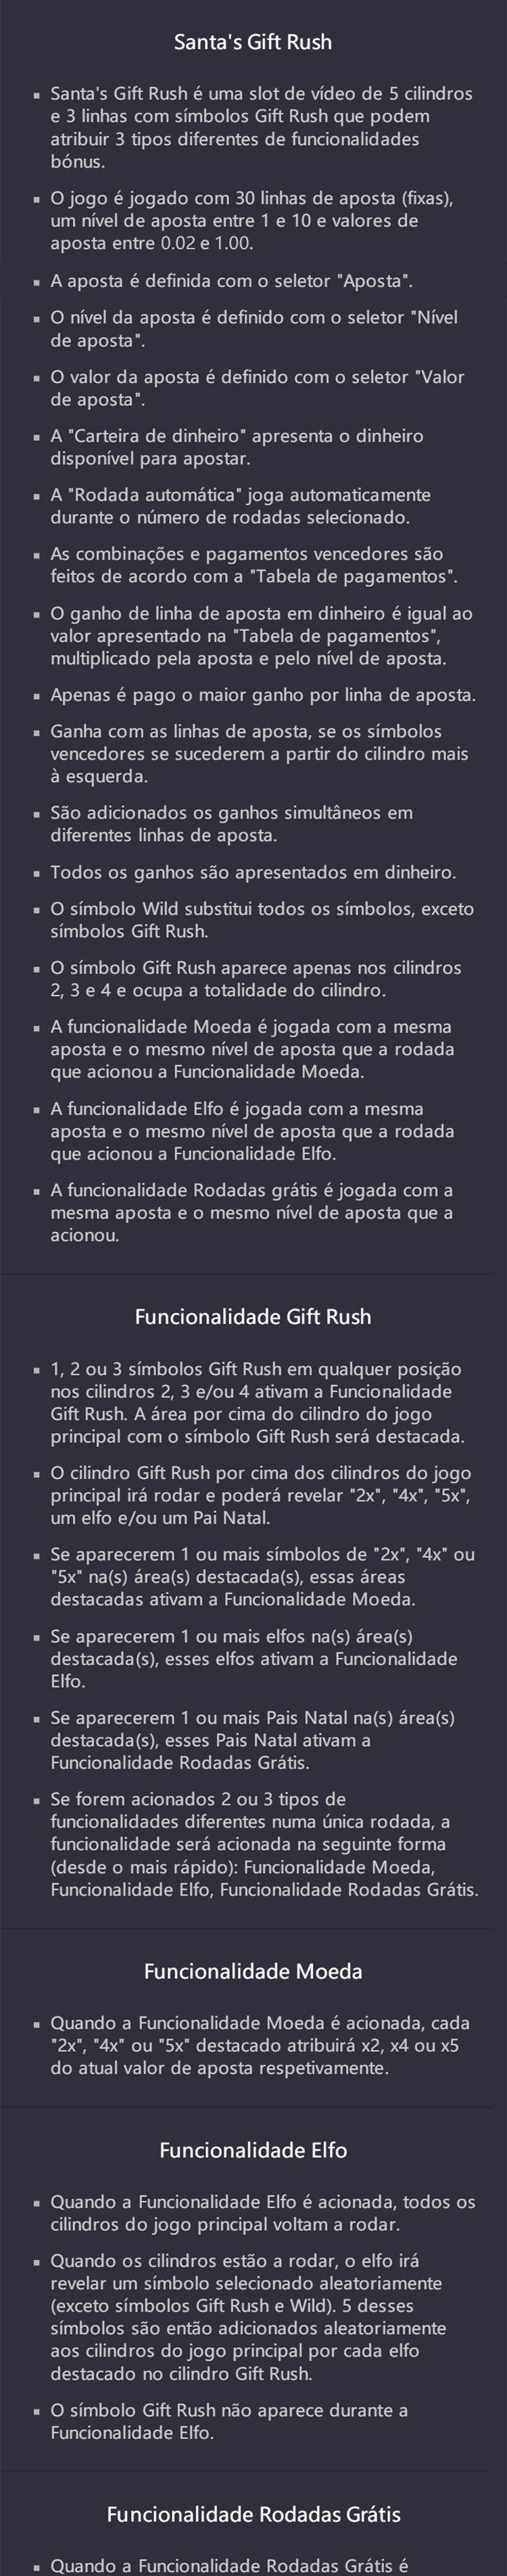 Santa's Gift Rush
▪ Santa's Gift Rush é uma slot de vídeo de 5 cilindros
e 3 linhas com símbolos Gift Rush que podem
atribuir 3 tipos diferentes de funcionalidades
bónus.
▪ O jogo é jogado com 30 linhas de aposta (fixas),
um nível de aposta entre 1 e 10 e valores de
aposta entre 0.02 e 1.00.
▪ A aposta é definida com o seletor "Aposta".
▪ O nível da aposta é definido com o seletor "Nível
de aposta".
▪ O valor da aposta é definido com o seletor "Valor
de aposta".
▪ A "Carteira de dinheiro" apresenta o dinheiro
disponível para apostar.
▪ A "Rodada automática" joga automaticamente
durante o número de rodadas selecionado.
▪ As combinações e pagamentos vencedores são
feitos de acordo com a "Tabela de pagamentos".
▪ O ganho de linha de aposta em dinheiro é igual ao
valor apresentado na "Tabela de pagamentos",
multiplicado pela aposta e pelo nível de aposta.
▪ Apenas é pago o maior ganho por linha de aposta.
▪ Ganha com as linhas de aposta, se os símbolos
vencedores se sucederem a partir do cilindro mais
à esquerda.
▪ São adicionados os ganhos simultâneos em
diferentes linhas de aposta.
▪ Todos os ganhos são apresentados em dinheiro.
▪ O símbolo Wild substitui todos os símbolos, exceto
símbolos Gift Rush.
▪ O símbolo Gift Rush aparece apenas nos cilindros
2, 3 e 4 e ocupa a totalidade do cilindro.
▪ A funcionalidade Moeda é jogada com a mesma
aposta e o mesmo nível de aposta que a rodada
que acionou a Funcionalidade Moeda.
▪ A funcionalidade Elfo é jogada com a mesma
aposta e o mesmo nível de aposta que a rodada
que acionou a Funcionalidade Elfo.
▪ A funcionalidade Rodadas grátis é jogada com a
mesma aposta e o mesmo nível de aposta que a
acionou.
Funcionalidade Gift Rush
▪ 1, 2 ou 3 símbolos Gift Rush em qualquer posição
nos cilindros 2, 3 e/ou 4 ativam a Funcionalidade
Gift Rush. A área por cima do cilindro do jogo
principal com o símbolo Gift Rush será destacada.
▪ O cilindro Gift Rush por cima dos cilindros do jogo
principal irá rodar e poderá revelar "2x", "4x", "5x",
um elfo e/ou um Pai Natal.
▪ Se aparecerem 1 ou mais símbolos de "2x", "4x" ou
"5x" na(s) área(s) destacada(s), essas áreas
destacadas ativam a Funcionalidade Moeda.
▪ Se aparecerem 1 ou mais elfos na(s) área(s)
destacada(s), esses elfos ativam a Funcionalidade
Elfo.
▪ Se aparecerem 1 ou mais Pais Natal na(s) área(s)
destacada(s), esses Pais Natal ativam a
Funcionalidade Rodadas Grátis.
▪ Se forem acionados 2 ou 3 tipos de
funcionalidades diferentes numa única rodada, a
funcionalidade será acionada na seguinte forma
(desde o mais rápido): Funcionalidade Moeda,
Funcionalidade Elfo, Funcionalidade Rodadas Grátis.
Funcionalidade Moeda
▪ Quando a Funcionalidade Moeda é acionada, cada
"2x", "4x" ou "5x" destacado atribuirá x2, x4 ou x5
do atual valor de aposta respetivamente.
Funcionalidade Elfo
▪ Quando a Funcionalidade Elfo é acionada, todos os
cilindros do jogo principal voltam a rodar.
▪ Quando os cilindros estão a rodar, o elfo irá
revelar um símbolo selecionado aleatoriamente
(exceto símbolos Gift Rush e Wild). 5 desses
símbolos são então adicionados aleatoriamente
aos cilindros do jogo principal por cada elfo
destacado no cilindro Gift Rush.
▪ O símbolo Gift Rush não aparece durante a
Funcionalidade Elfo.
Funcionalidade Rodadas Grátis
▪ Quando a Funcionalidade Rodadas Grátis é